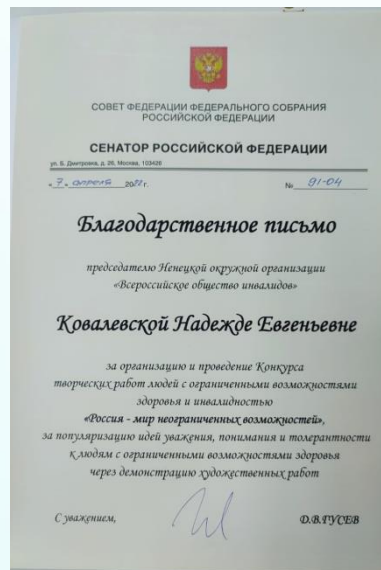 СОВЕТ ФЕДЕРАЦИИ ФЕДЕРАЛЬНОГО СОБРАНИЯ
РОССИЙСКОЙ ФЕДЕРАЦИИ
СЕНАТОР РОССИЙСКОЙ ФЕДЕРАЦИИ
ул. Б. Дмитровка, д. 26, Москва, 103426
«7» апреля 2022 г. № 91-04
Благодарственное письмо
председателю Ненецкой окружной организации
«Всероссийское общество инвалидов»
Ковалевской Надежде Евгеньевне
за организацию и проведение Конкурса
творческих работ людей с ограниченными возможностями
здоровья и инвалидностью
«Россия - мир неограниченных возможностей»,
за популяризацию идей уважения, понимания и толерантности
к людям с ограниченными возможностями здоровья
через демонстрацию художественных работ
С уважением, Д.В.ГУСЕВ